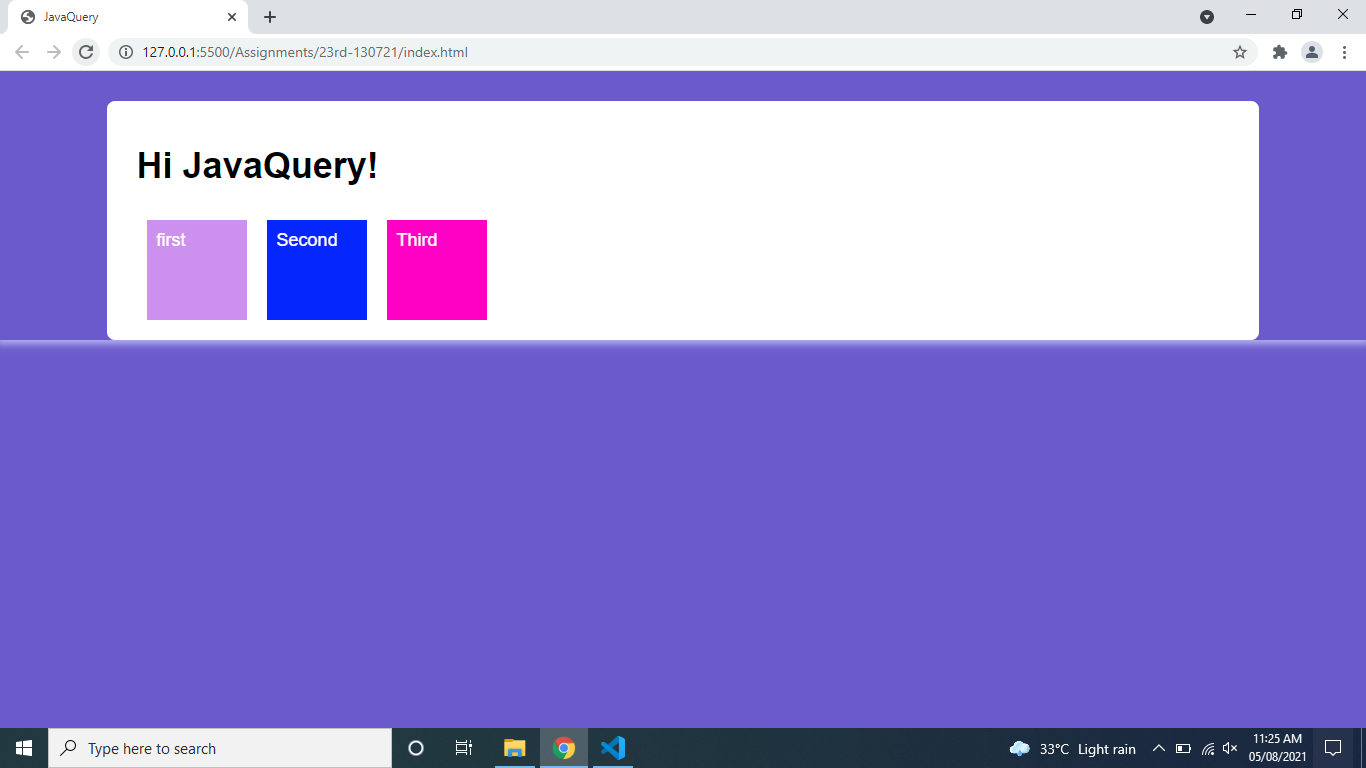 JavaQuery
127.0.0.1:5500/Assignments/23rd-130721/index.html
Hi JavaQuery!
first Second Third
Type here to search
33°C Light rain
11:25 AM
05/08/2021